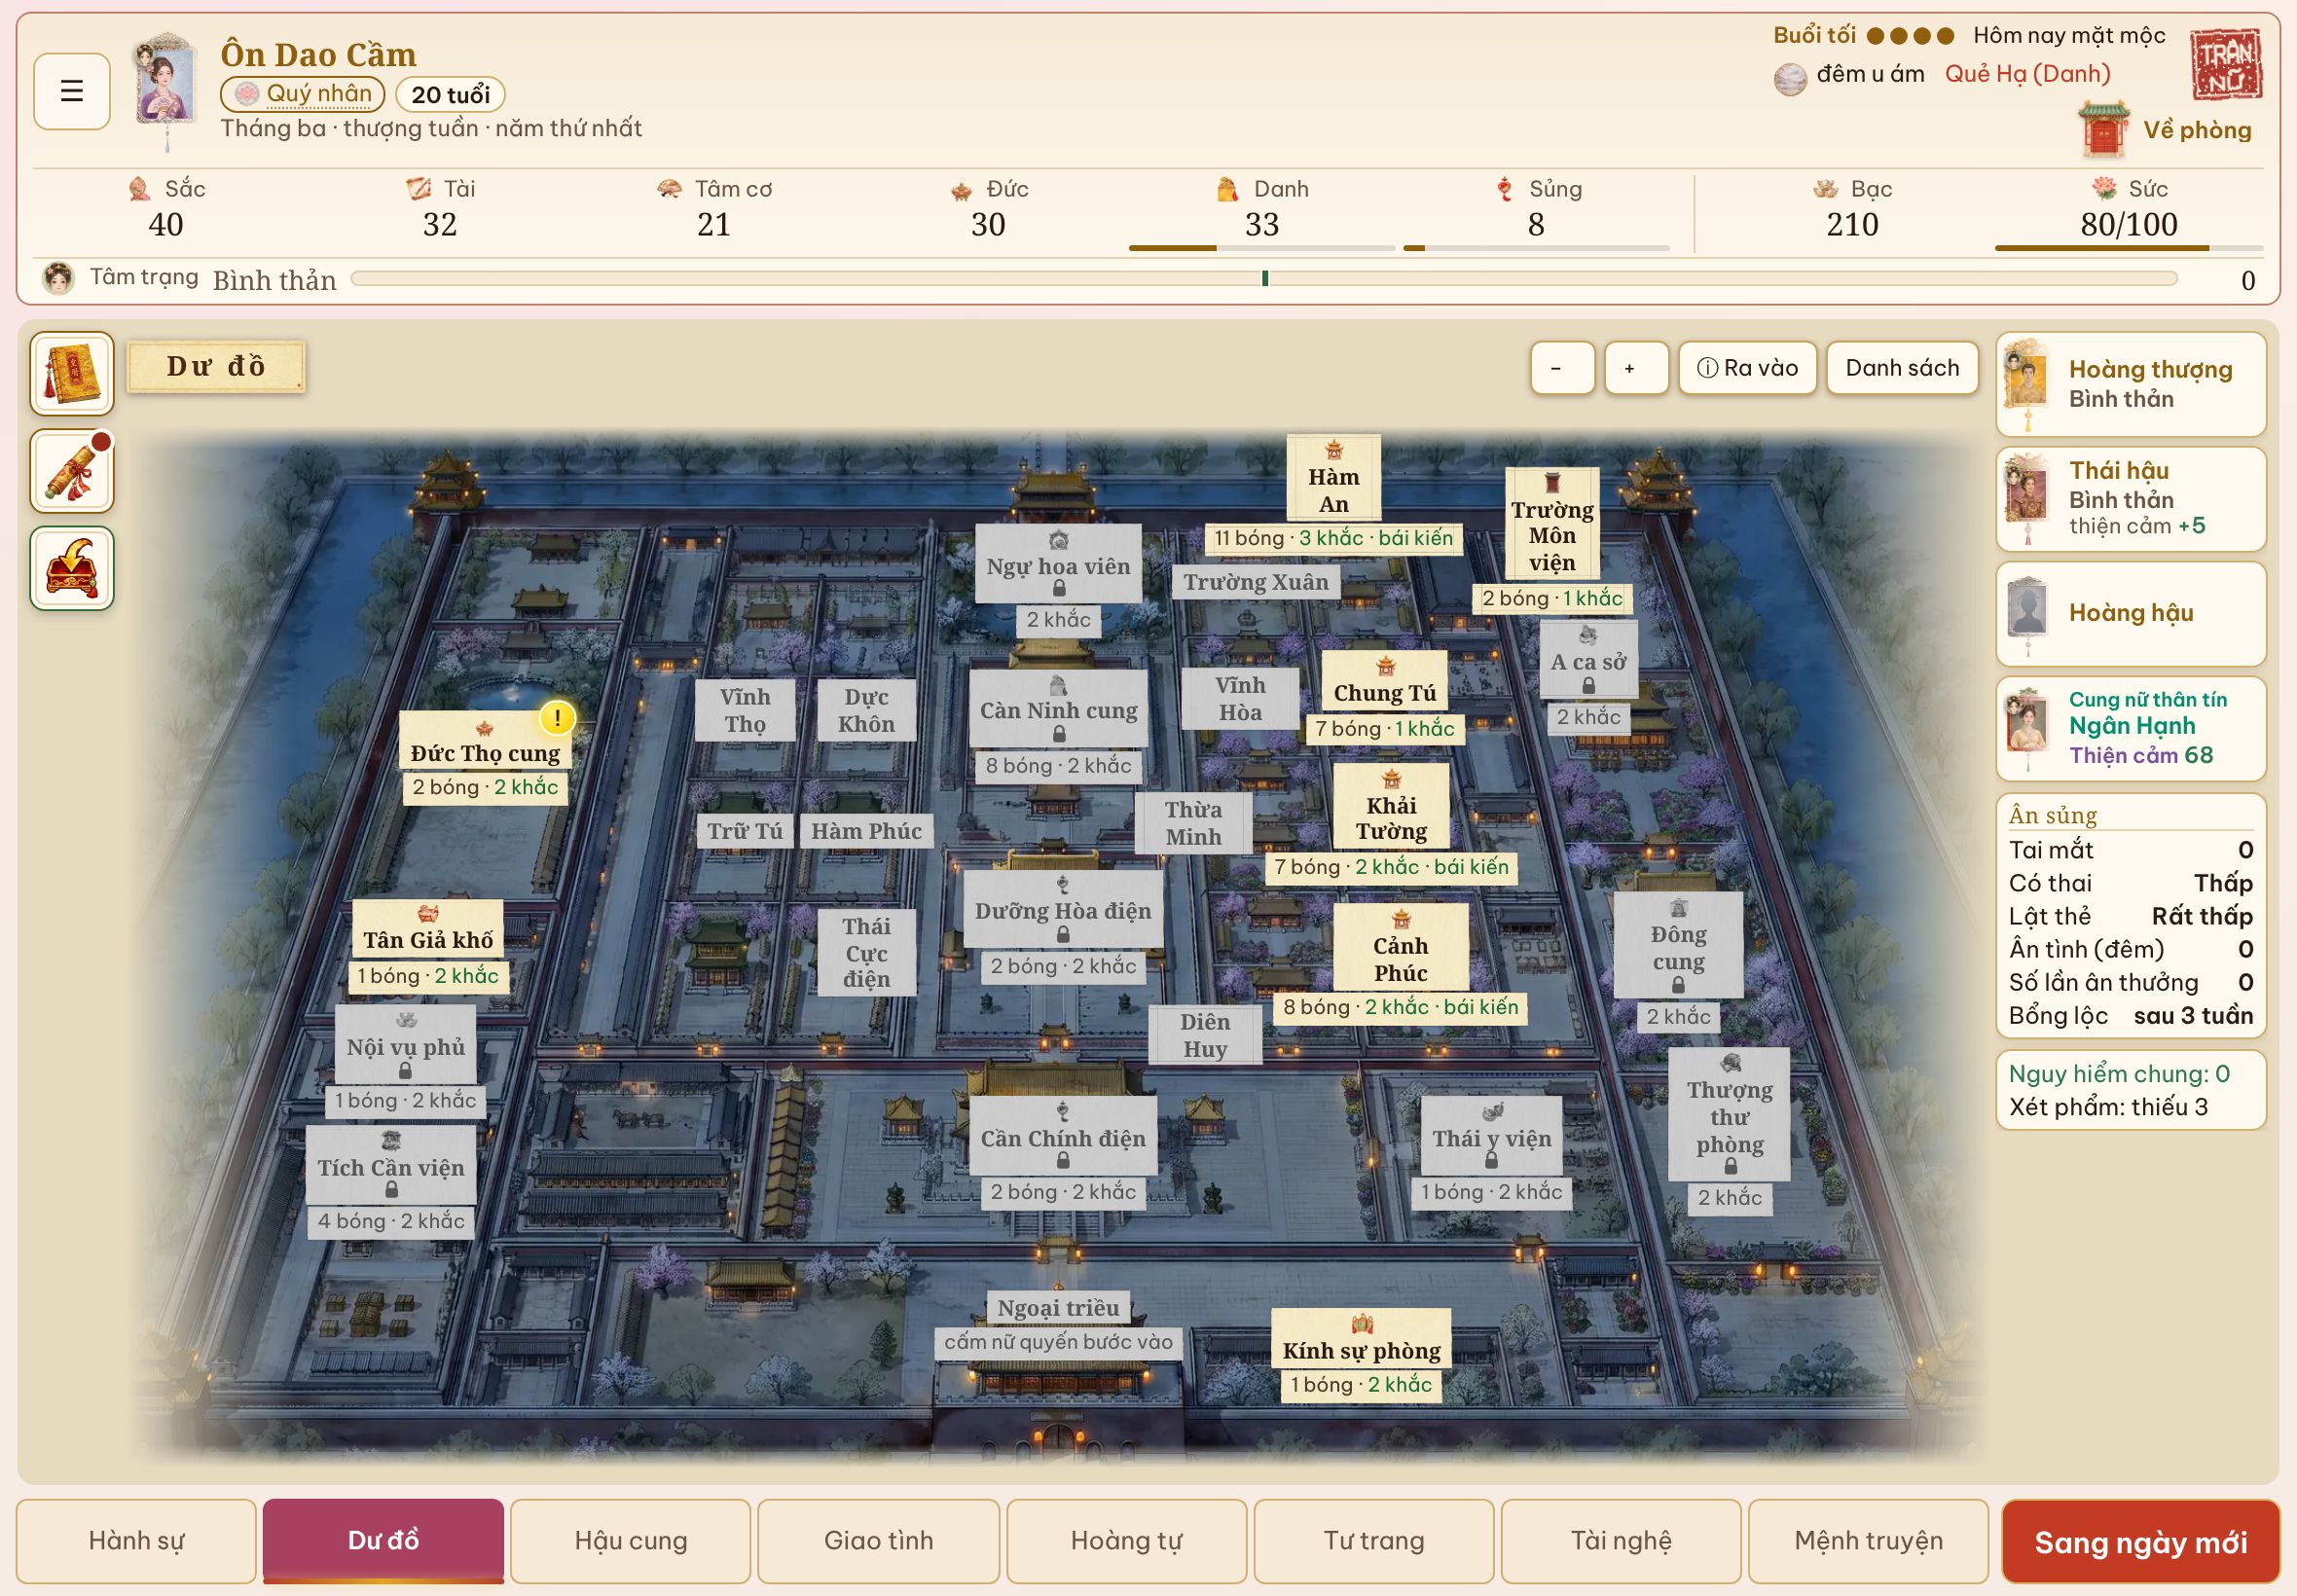 Ôn Dao Cầm
Quý nhân
20 tuổi
Tháng ba · thượng tuần · năm thứ nhất
Buổi tối
Hôm nay mặt mộc
đêm u ám
Quẻ Hạ (Danh)
TRÂN NỮ
Về phòng
Sắc
40
Tài
32
Tâm cơ
21
Đức
30
Danh
33
Sủng
8
Bạc
210
Sức
80/100
Tâm trạng
Bình thản
0
Dư đồ
−
+
ⓘ Ra vào
Danh sách
Hàm
An
11 bóng · 3 khắc · bái kiến
Trường
Môn
viện
2 bóng · 1 khắc
Ngự hoa viên
2 khắc
Trường Xuân
A ca sở
2 khắc
Chung Tú
7 bóng · 1 khắc
Vĩnh
Thọ
Dực
Khôn
Càn Ninh cung
8 bóng · 2 khắc
Vĩnh
Hòa
Đức Thọ cung
!
2 bóng · 2 khắc
Khải
Tường
7 bóng · 2 khắc · bái kiến
Thừa
Minh
Trữ Tú
Hàm Phúc
Dưỡng Hòa điện
2 bóng · 2 khắc
Tân Giả khố
1 bóng · 2 khắc
Thái
Cực
điện
Cảnh
Phúc
8 bóng · 2 khắc · bái kiến
Đông
cung
2 khắc
Diên
Huy
Nội vụ phủ
1 bóng · 2 khắc
Thượng
thư
phòng
2 khắc
Cần Chính điện
2 bóng · 2 khắc
Thái y viện
1 bóng · 2 khắc
Tích Cần viện
4 bóng · 2 khắc
Ngoại triều
cấm nữ quyến bước vào
Kính sự phòng
1 bóng · 2 khắc
Hoàng thượng
Bình thản
Thái hậu
Bình thản
thiện cảm +5
Hoàng hậu
Cung nữ thân tín
Ngân Hạnh
Thiện cảm 68
Ân sủng
Tai mắt 0
Có thai Thấp
Lật thẻ Rất thấp
Ân tình (đêm) 0
Số lần ân thưởng 0
Bổng lộc sau 3 tuần
Nguy hiểm chung: 0
Xét phẩm: thiếu 3
Hành sự
Dư đồ
Hậu cung
Giao tình
Hoàng tự
Tư trang
Tài nghệ
Mệnh truyện
Sang ngày mới